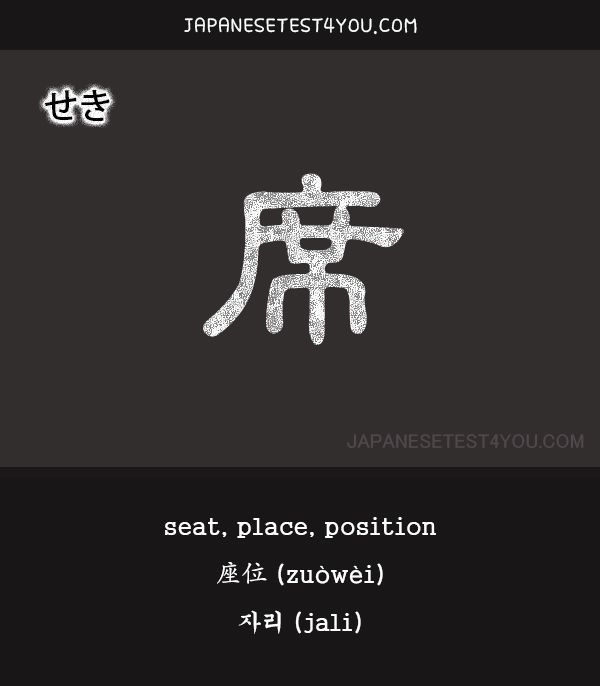 JAPANESETEST4YOU.COM
せき
席
JAPANESETEST4YOU.COM
seat, place, position
座位 (zuòwèi)
자리 (jali)